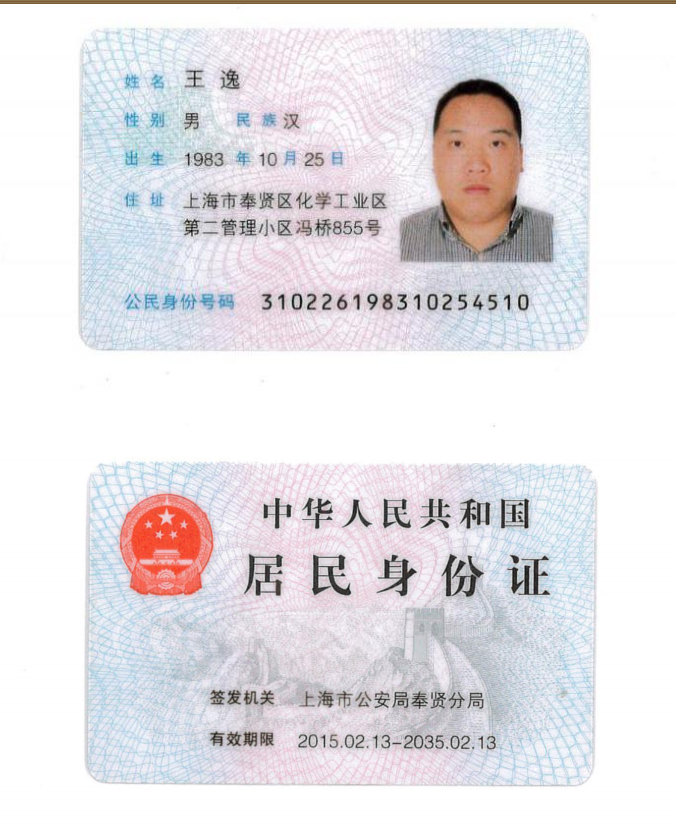 姓名 王逸
性别 男 民族 汉
出生 1983 年 10 月 25 日
住址 上海市奉贤区化学工业区
第二管理小区冯桥855号
公民身份号码 310226198310254510
中华人民共和国
居民身份证
签发机关 上海市公安局奉贤分局
有效期限 2015.02.13-2035.02.13